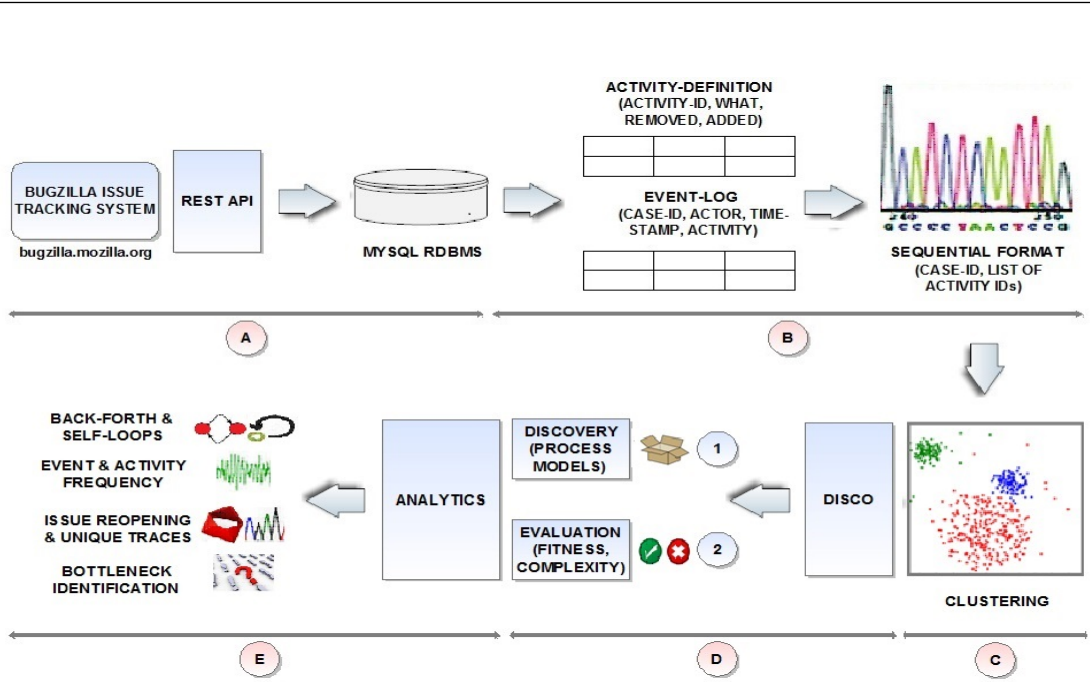 BUGZILLA ISSUE
TRACKING SYSTEM
bugzilla.mozilla.org
REST API
MYSQL RDBMS
ACTIVITY-DEFINITION
(ACTIVITY-ID, WHAT,
REMOVED, ADDED)
EVENT-LOG
(CASE-ID, ACTOR, TIME-
STAMP, ACTIVITY)
SEQUENTIAL FORMAT
(CASE-ID, LIST OF
ACTIVITY IDs)
A
B
BACK-FORTH &
SELF-LOOPS
EVENT & ACTIVITY
FREQUENCY
ISSUE REOPENING
& UNIQUE TRACES
BOTTLENECK
IDENTIFICATION
ANALYTICS
DISCOVERY
(PROCESS
MODELS)
1
EVALUATION
(FITNESS,
COMPLEXITY)
2
DISCO
CLUSTERING
E
D
C